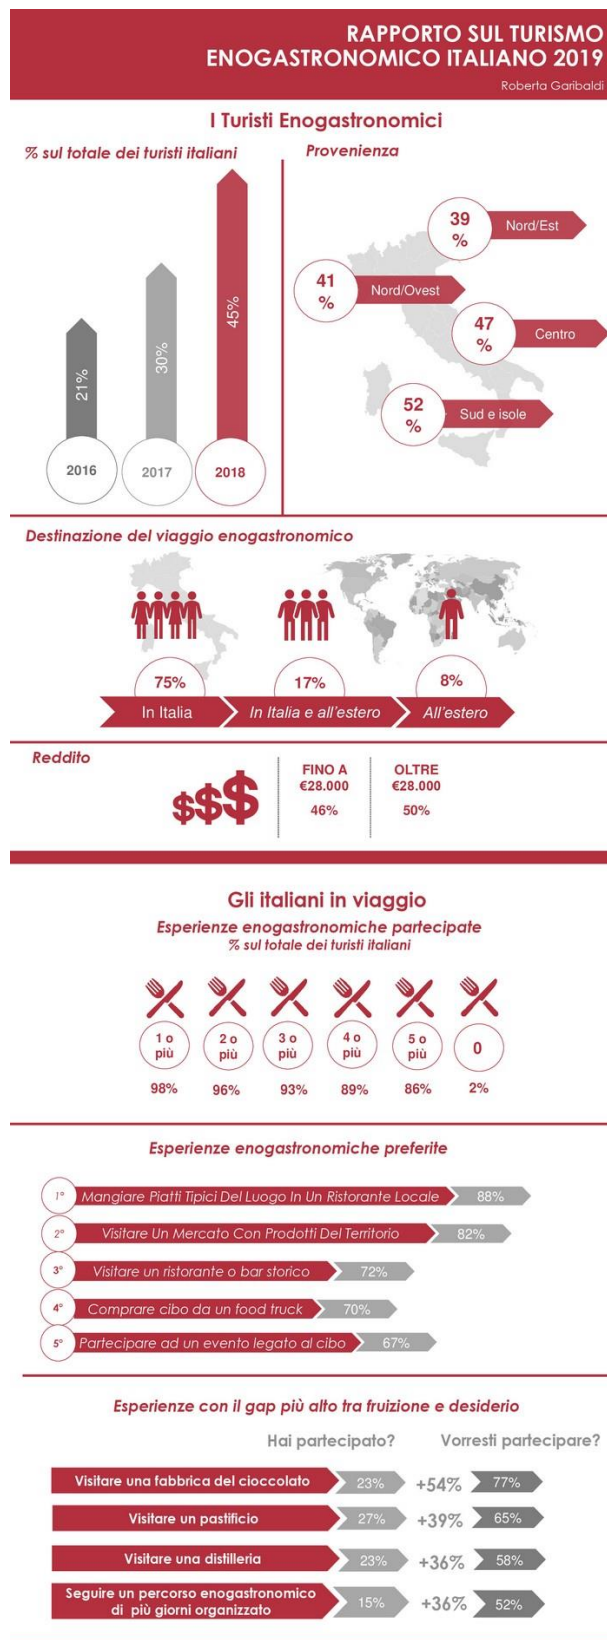 RAPPORTO SUL TURISMO
ENOGASTRONOMICO ITALIANO 2019
Roberta Garibaldi
I Turisti Enogastronomici
% sul totale dei turisti italiani
21%
30%
45%
2016
2017
2018
Provenienza
39
%
Nord/Est
41
%
Nord/Ovest
47
%
Centro
52
%
Sud e isole
Destinazione del viaggio enogastronomico
75%
17%
8%
In Italia
In Italia e all'estero
All'estero
Reddito
$$$
FINO A
€28.000
46%
OLTRE
€28.000
50%
Gli italiani in viaggio
Esperienze enogastronomiche partecipate
% sul totale dei turisti italiani
1 o
più
2 o
più
3 o
più
4 o
più
5 o
più
0
98%
96%
93%
89%
86%
2%
Esperienze enogastronomiche preferite
1° Mangiare Piatti Tipici Del Luogo In Un Ristorante Locale 88%
2° Visitare Un Mercato Con Prodotti Del Territorio 82%
3° Visitare un ristorante o bar storico 72%
4° Comprare cibo da un food truck 70%
5° Partecipare ad un evento legato al cibo 67%
Esperienze con il gap più alto tra fruizione e desiderio
Hai partecipato? Vorresti partecipare?
Visitare una fabbrica del cioccolato 23% +54% 77%
Visitare un pastificio 27% +39% 65%
Visitare una distilleria 23% +36% 58%
Seguire un percorso enogastronomico
di più giorni organizzato 15% +36% 52%